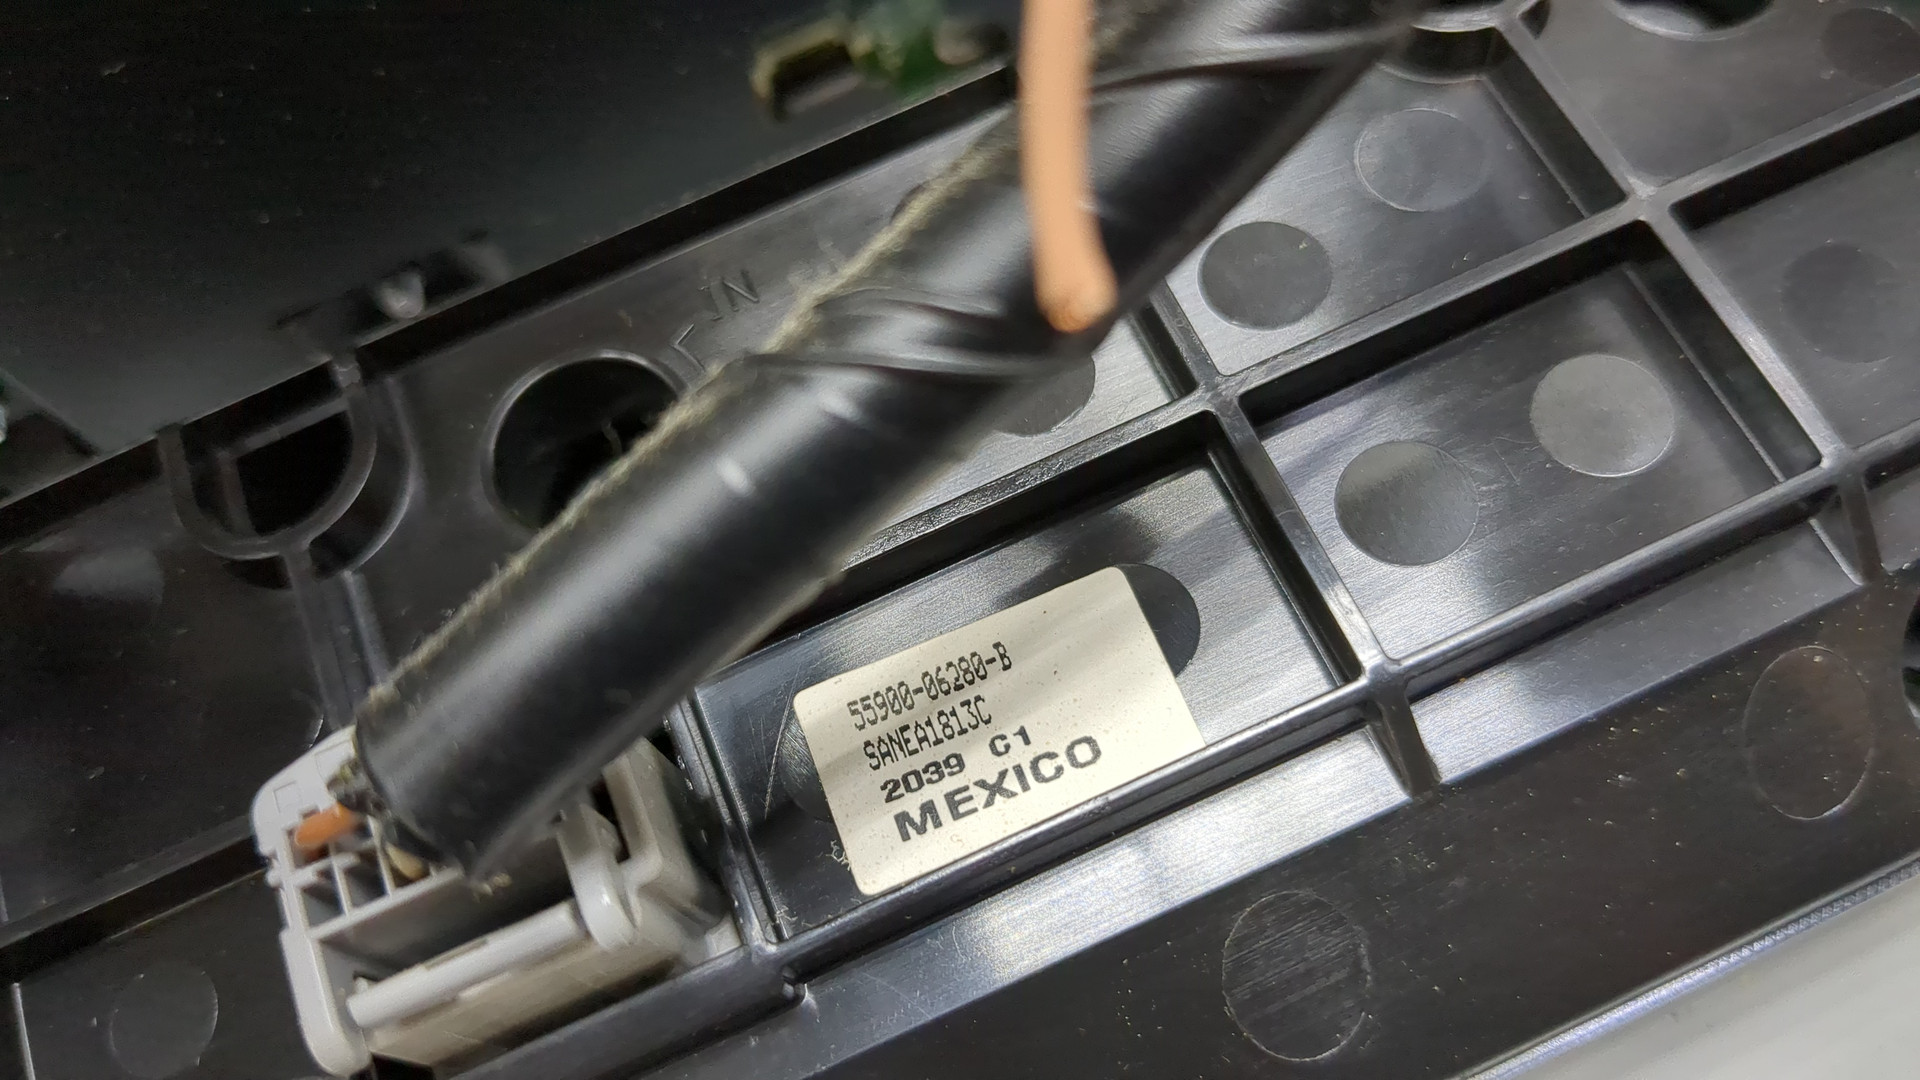 IN
55900-06280-B
SANEA1813C
2039 C1
MEXICO